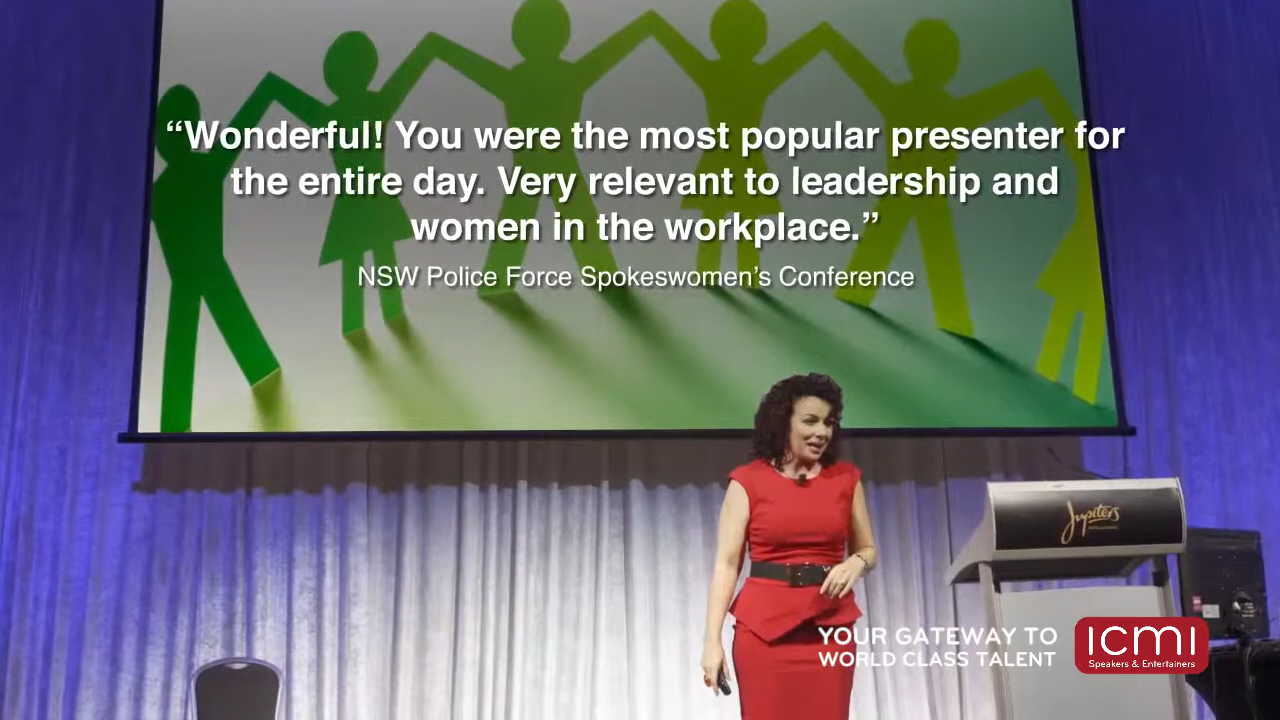 “Wonderful! You were the most popular presenter for
the entire day. Very relevant to leadership and
women in the workplace.”
NSW Police Force Spokeswomen’s Conference
Jupiters
YOUR GATEWAY TO
WORLD CLASS TALENT
ICMI
Speakers & Entertainers